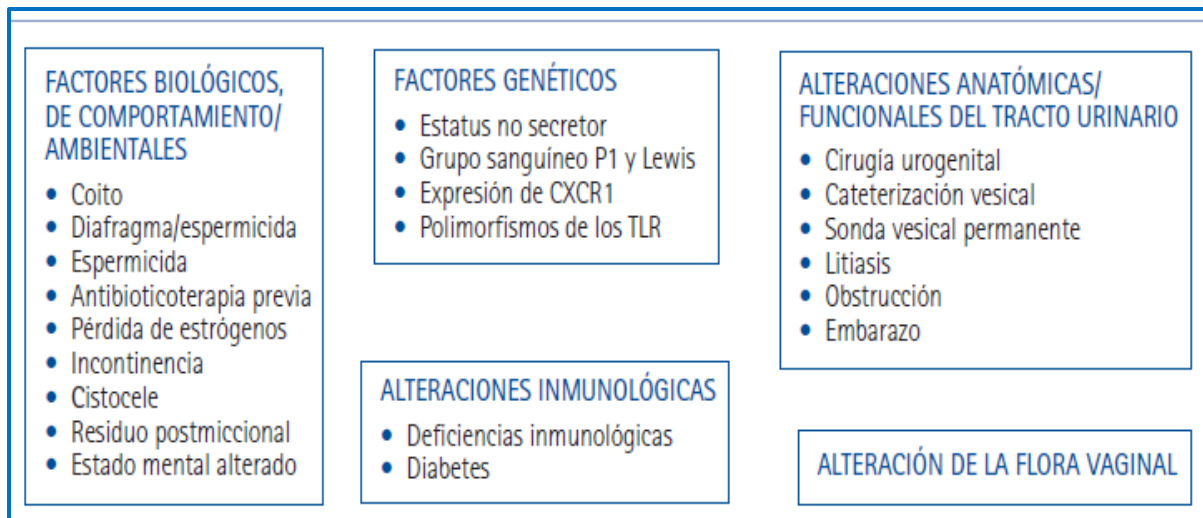 FACTORES BIOLÓGICOS,
DE COMPORTAMIENTO/
AMBIENTALES
• Coito
• Diafragma/espermicida
• Espermicida
• Antibioticoterapia previa
• Pérdida de estrógenos
• Incontinencia
• Cistocele
• Residuo postmiccional
• Estado mental alterado
FACTORES GENÉTICOS
• Estatus no secretor
• Grupo sanguíneo P1 y Lewis
• Expresión de CXCR1
• Polimorfismos de los TLR
ALTERACIONES INMUNOLÓGICAS
• Deficiencias inmunológicas
• Diabetes
ALTERACIONES ANATÓMICAS/
FUNCIONALES DEL TRACTO URINARIO
• Cirugía urogenital
• Cateterización vesical
• Sonda vesical permanente
• Litiasis
• Obstrucción
• Embarazo
ALTERACIÓN DE LA FLORA VAGINAL